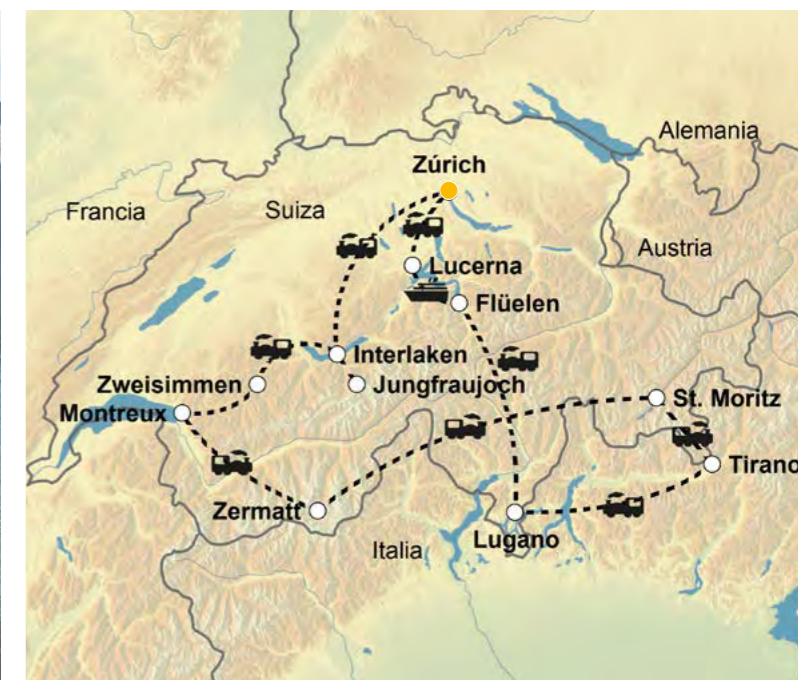 Alemania
Zúrich
Francia
Suiza
Austria
Lucerna
Flüelen
Interlaken
Zweisimmen
Jungfraujoch
St. Moritz
Montreux
Tirano
Zermatt
Lugano
Italia